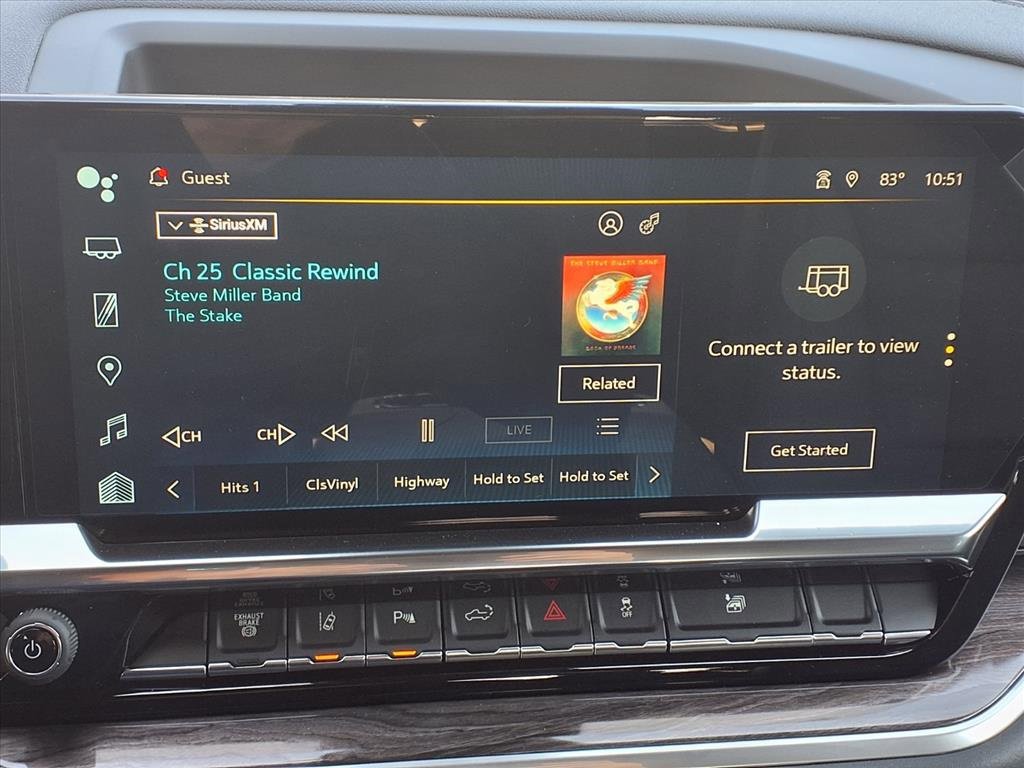 Guest
83° 10:51
SiriusXM
Ch 25 Classic Rewind
Steve Miller Band
The Stake
THE STEVE MILLER BAND
BOOK OF DREAMS
Related
Connect a trailer to view
status.
Get Started
CH CH LIVE
Hits 1 ClsVinyl Highway Hold to Set Hold to Set
EXHAUST
BRAKE
P
OFF